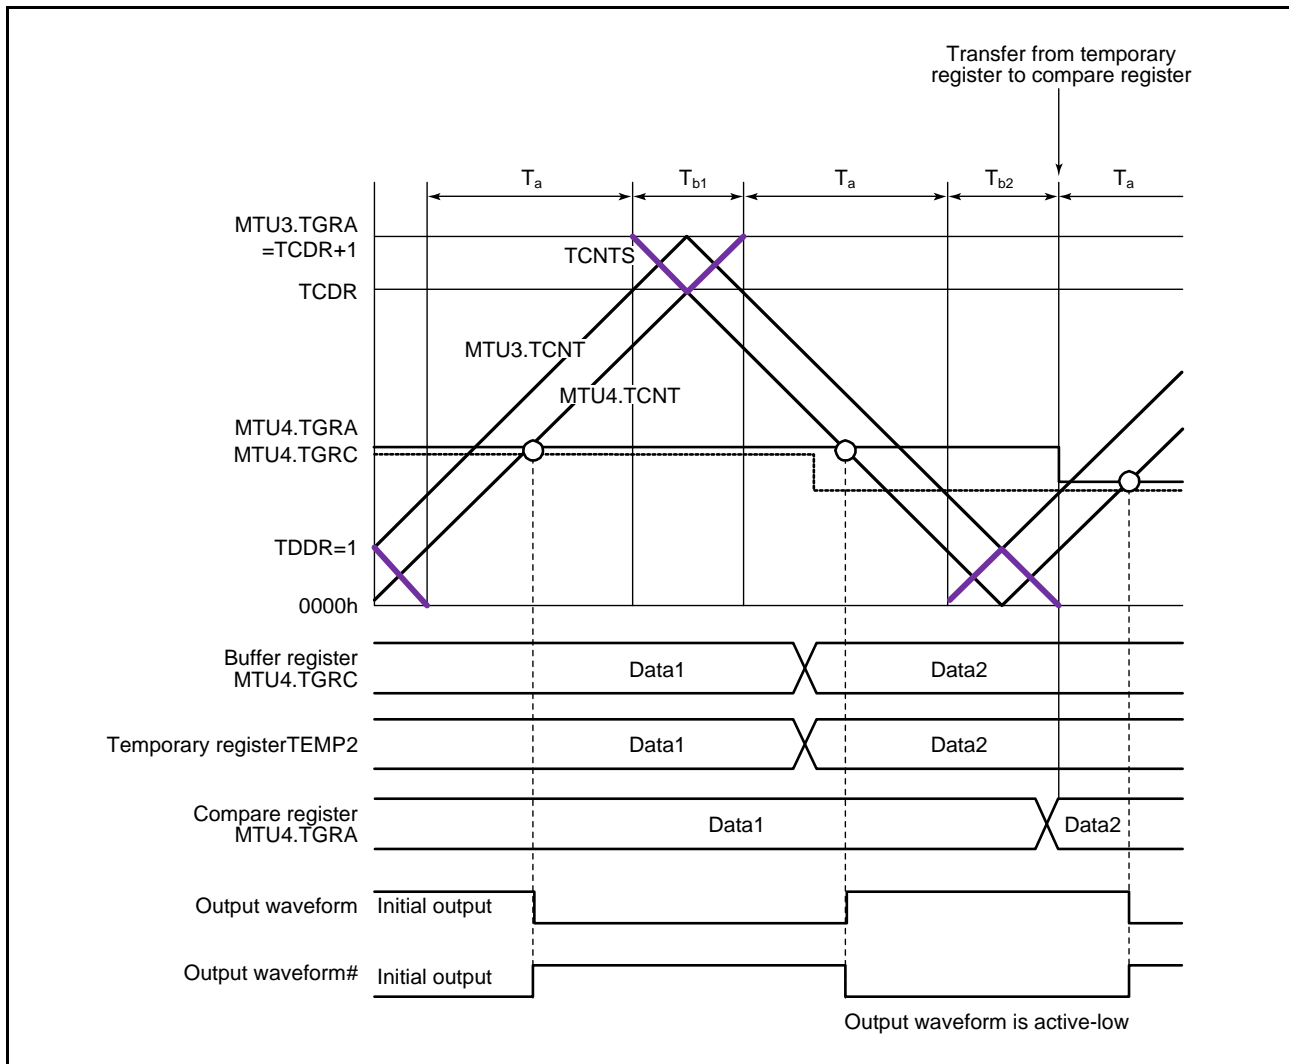 Transfer from temporary
register to compare register
Ta
Tb1
Ta
Tb2
Ta
MTU3.TGRA
=TCDR+1
TCNTS
TCDR
MTU3.TCNT
MTU4.TCNT
MTU4.TGRA
MTU4.TGRC
TDDR=1
0000h
Buffer register
MTU4.TGRC
Data1
Data2
Temporary registerTEMP2
Data1
Data2
Compare register
MTU4.TGRA
Data1
Data2
Output waveform
Initial output
Output waveform#
Initial output
Output waveform is active-low